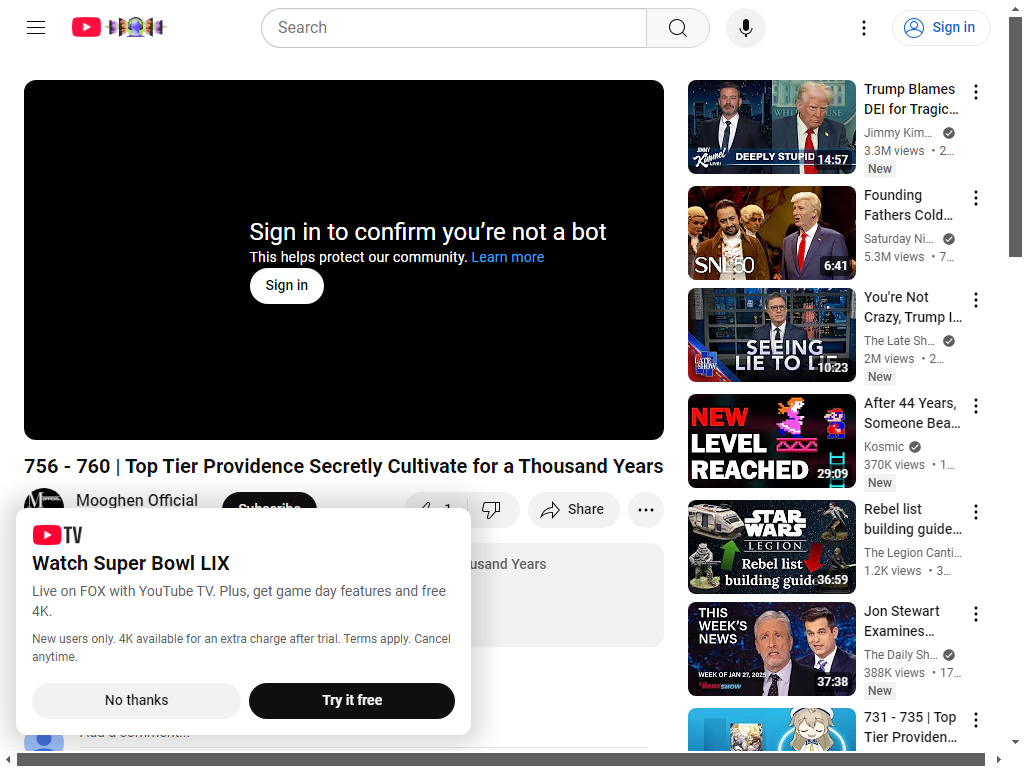 Search
Sign in
Sign in to confirm you're not a bot
This helps protect our community. Learn more
Sign in
756 - 760 | Top Tier Providence Secretly Cultivate for a Thousand Years
Mooghen Official
Subscribe
1
Share
usand Years
TV
Watch Super Bowl LIX
Live on FOX with YouTube TV. Plus, get game day features and free
4K.
New users only. 4K available for an extra charge after trial. Terms apply. Cancel
anytime.
No thanks
Try it free
Add a comment...
JIMMY
Kimmel
LIVE!
DEEPLY STUPID
14:57
Trump Blames
DEI for Tragic...
Jimmy Kim...
3.3M views • 2...
New
SNL50
6:41
Founding
Fathers Cold...
Saturday Ni...
5.3M views • 7...
LATE SHOW
SEEING
LIE TO LIE
10:23
You're Not
Crazy, Trump I...
The Late Sh...
2M views • 2...
New
NEW
LEVEL
REACHED
29:09
After 44 Years,
Someone Bea...
Kosmic
370K views • 1...
New
STAR
WARS
LEGION
Rebel list
building guide
36:59
Rebel list
building guide...
The Legion Canti...
1.2K views • 3...
THIS
WEEK'S
NEWS
WEEK OF JAN 27, 2025
THE DAILY SHOW
37:38
Jon Stewart
Examines...
The Daily Sh...
388K views • 17...
New
731 - 735 | Top
Tier Providen...